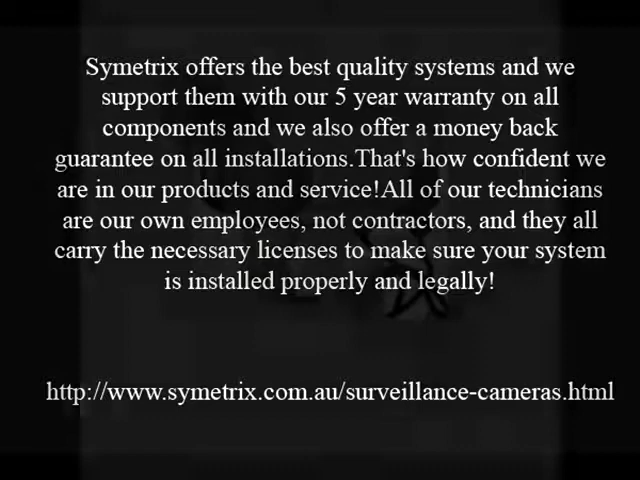 Symetrix offers the best quality systems and we
support them with our 5 year warranty on all
components and we also offer a money back
guarantee on all installations.That's how confident we
are in our products and service!All of our technicians
are our own employees, not contractors, and they all
carry the necessary licenses to make sure your system
is installed properly and legally!
http://www.symetrix.com.au/surveillance-cameras.html